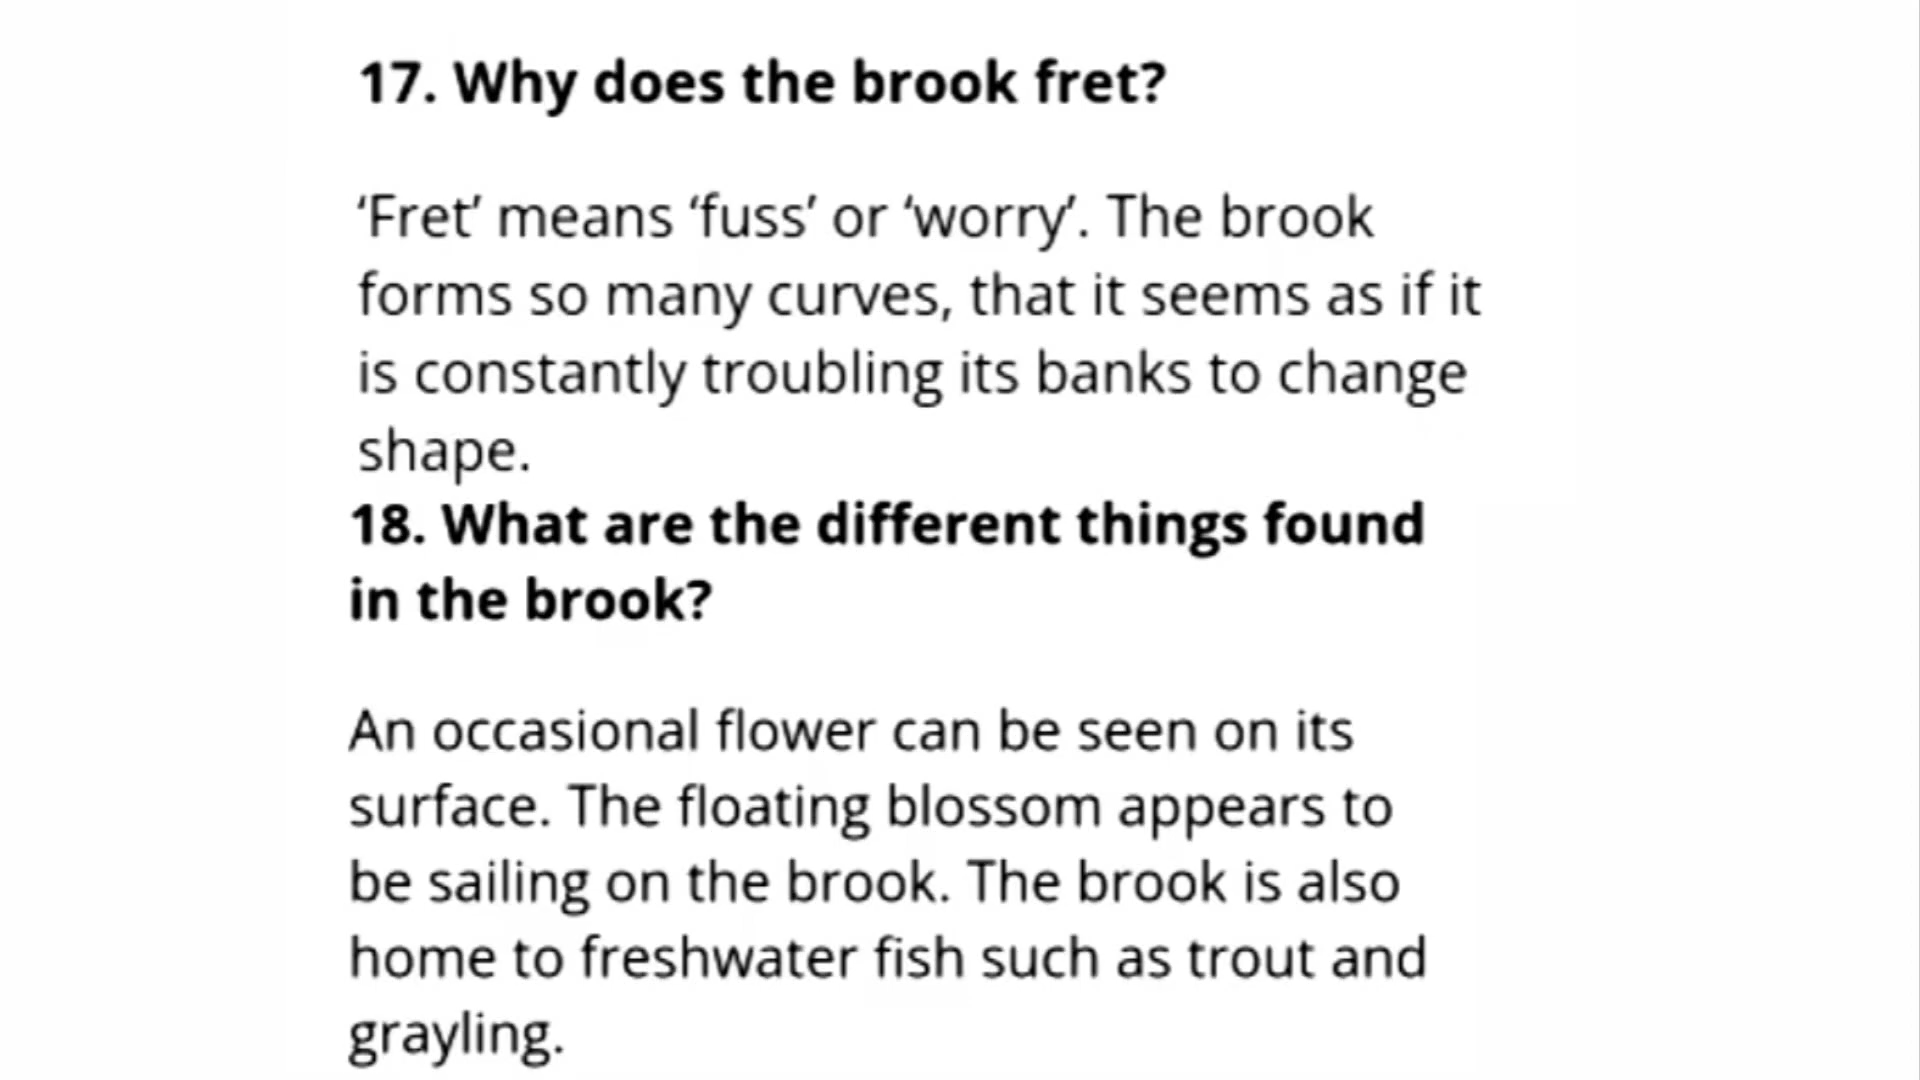 17. Why does the brook fret?
‘Fret’ means ‘fuss’ or ‘worry’. The brook
forms so many curves, that it seems as if it
is constantly troubling its banks to change
shape.
18. What are the different things found
in the brook?
An occasional flower can be seen on its
surface. The floating blossom appears to
be sailing on the brook. The brook is also
home to freshwater fish such as trout and
grayling.